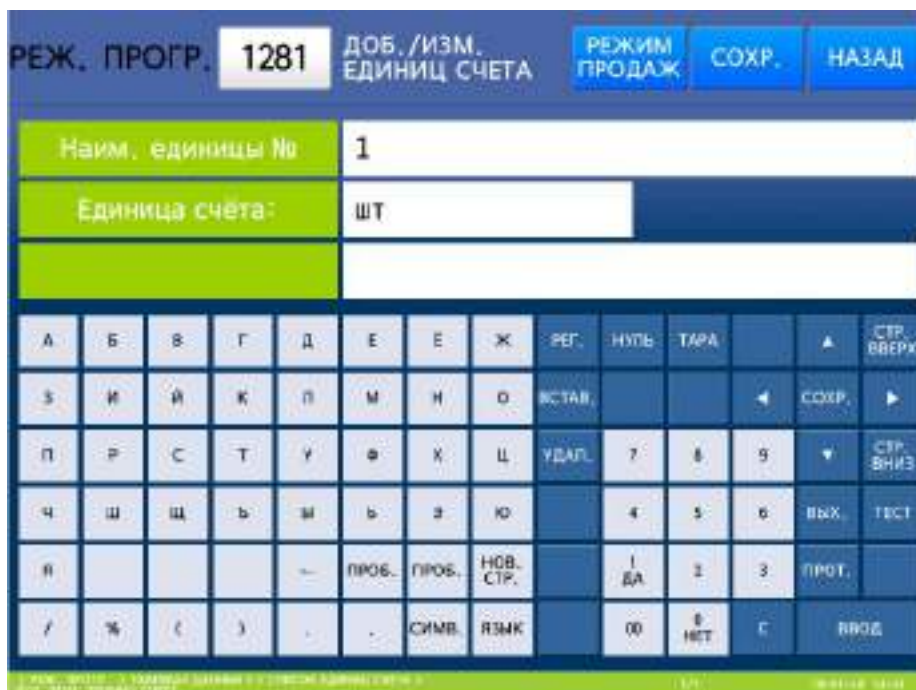 РЕЖ. ПРОГР. 1281 ДОБ./ИЗМ. ЕДИНИЦ СЧЕТА РЕЖИМ ПРОДАЖ СОХР. НАЗАД
Наим. единицы № 1
Единица счёта: шт
А Б В Г Д Е Ё Ж РЕГ. НУЛЬ ТАРА ▲ СТР. ВВЕРХ
З И Й К Л М Н О ВСТАВ. ◀ СОХР. ▶
П Р С Т У Ф Х Ц УДАЛ. 7 8 9 ▼ СТР. ВНИЗ
Ч Ш Щ Ъ Ы Ь Э Ю 4 5 6 ВЫХ. ТЕСТ
Я ← ПРОБ. ПРОБ. НОВ. СТР. 1 ДА 2 3 ПРОТ.
/ % ( ) . СИМВ. ЯЗЫК 00 0 НЕТ С ВВОД